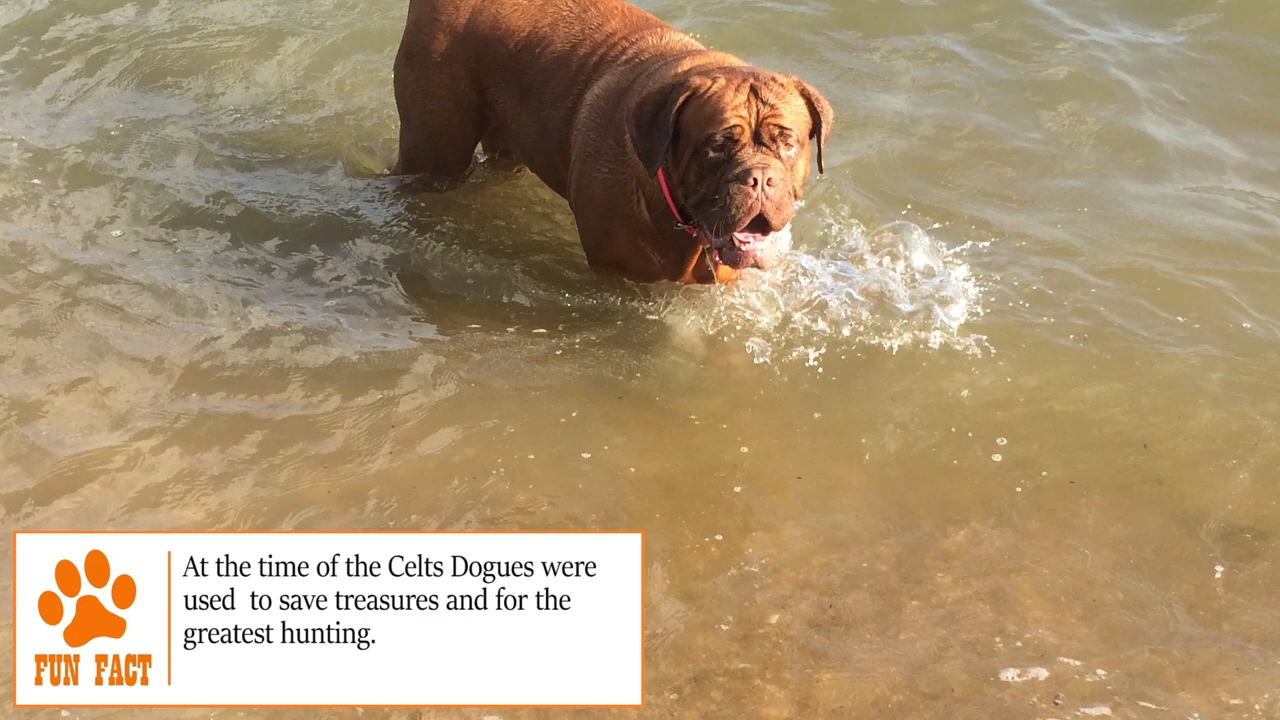 At the time of the Celts Dogues were
used  to save treasures and for the
greatest hunting.
FUN FACT